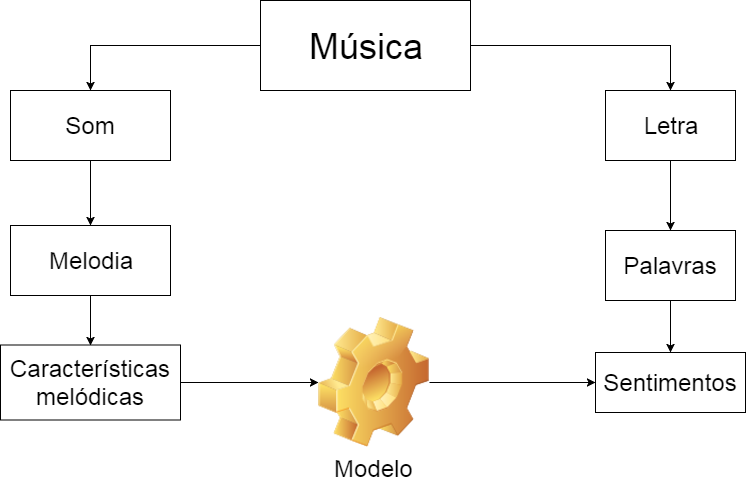 Música
Som
Letra
Melodia
Palavras
Características
melódicas
Sentimentos
Modelo